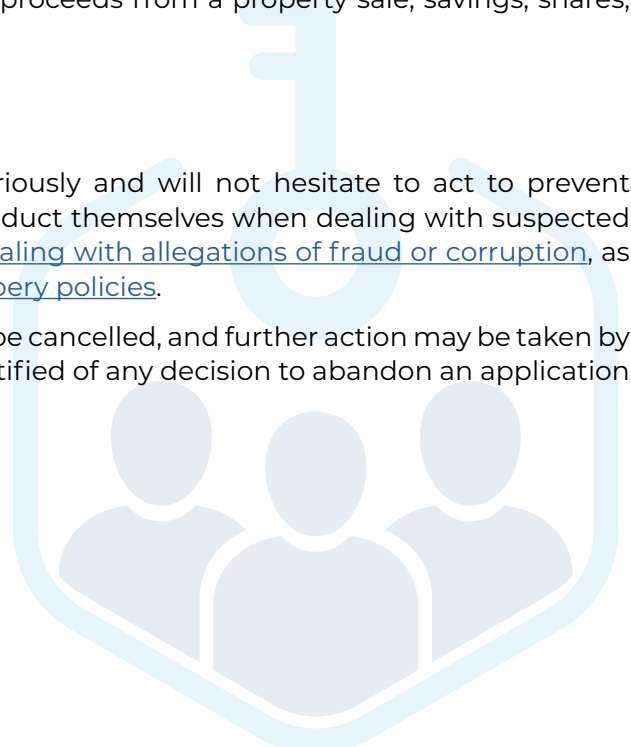 proceeds from a property sale, savings, shares,
riously and will not hesitate to act to prevent
duct themselves when dealing with suspected
aling with allegations of fraud or corruption, as
bery policies.
be cancelled, and further action may be taken by
tified of any decision to abandon an application